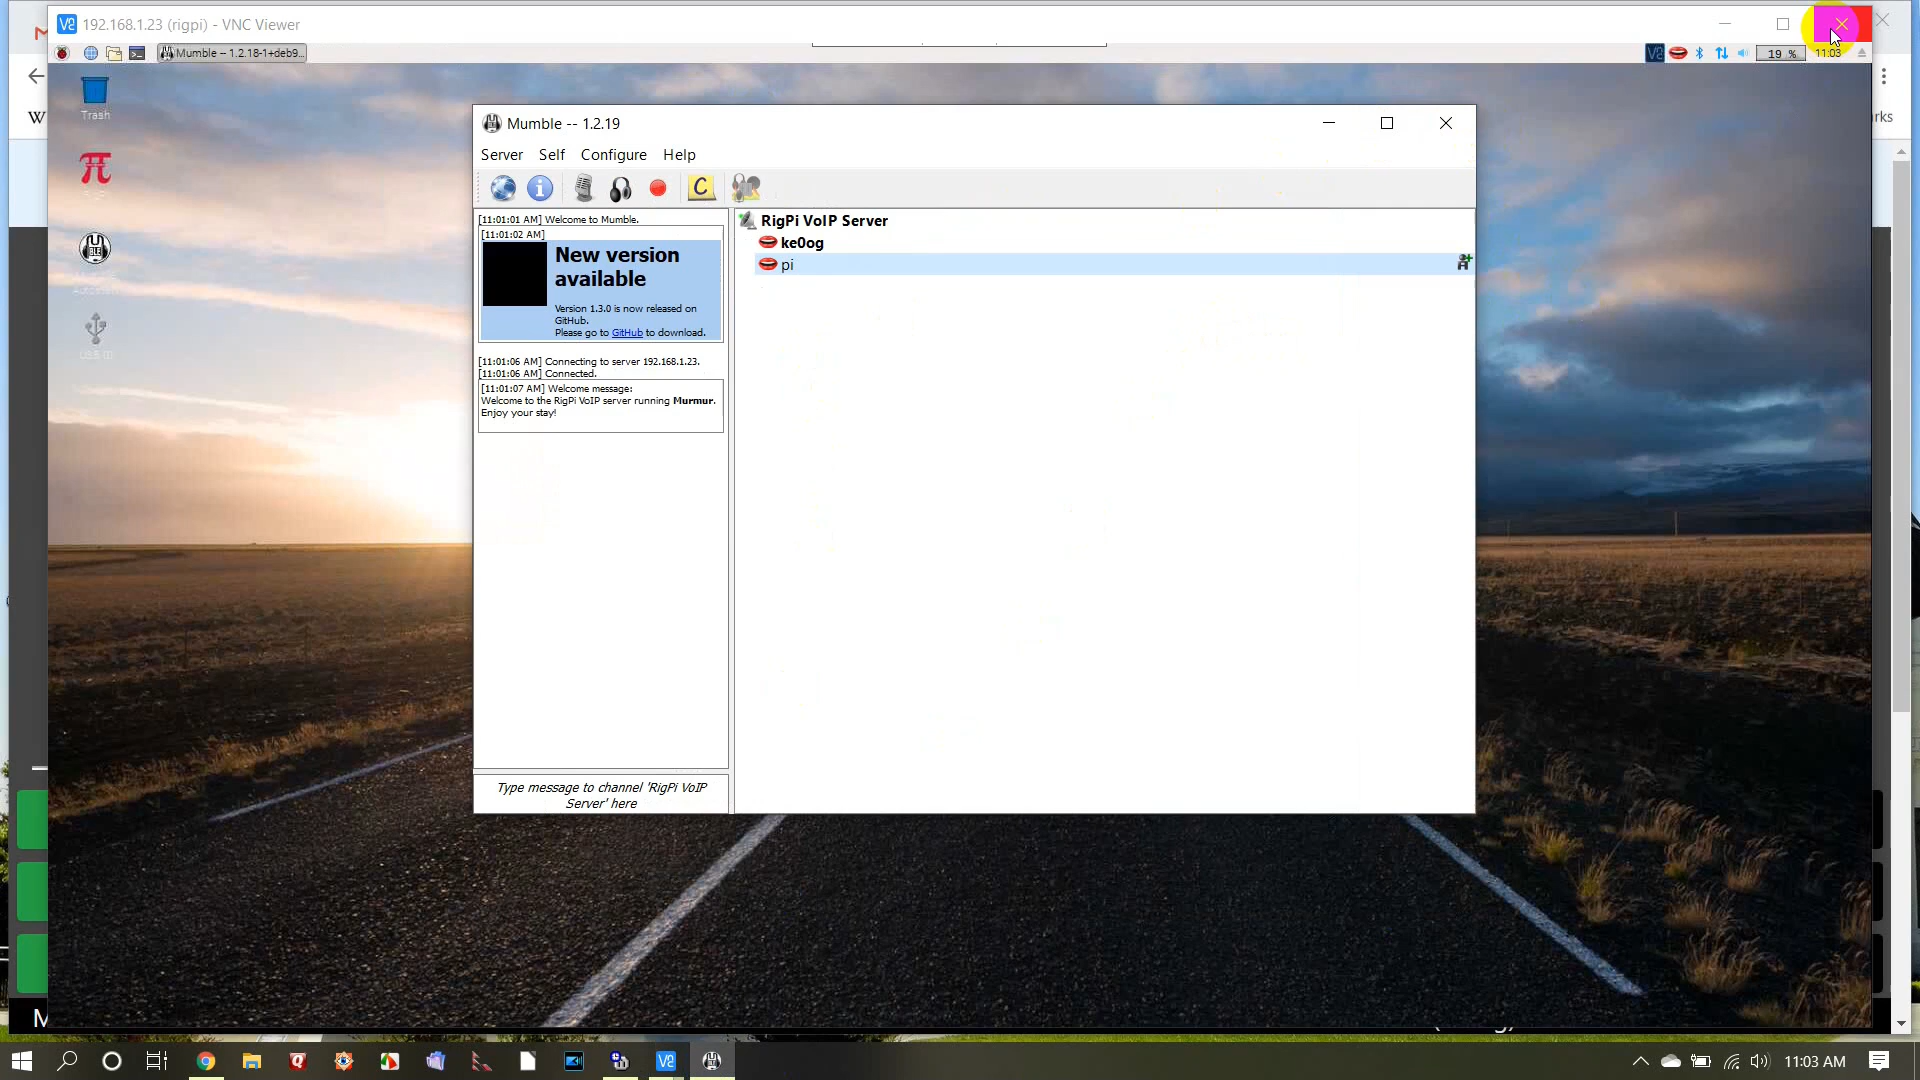 192.168.1.23 (rigpi) - VNC Viewer
Mumble -- 1.2.18-1+deb9...
19 %
11:03
Trash
W
rks
Mumble -- 1.2.19
Server Self Configure Help
C
[11:01:01 AM] Welcome to Mumble.
[11:01:02 AM]
New version
available
Version 1.3.0 is now released on
GitHub.
Please go to GitHub to download.
[11:01:06 AM] Connecting to server 192.168.1.23.
[11:01:06 AM] Connected.
[11:01:07 AM] Welcome message:
Welcome to the RigPi VoIP server running Murmur.
Enjoy your stay!
RigPi VoIP Server
ke0og
pi
Type message to channel 'RigPi VoIP
Server' here
M
11:03 AM